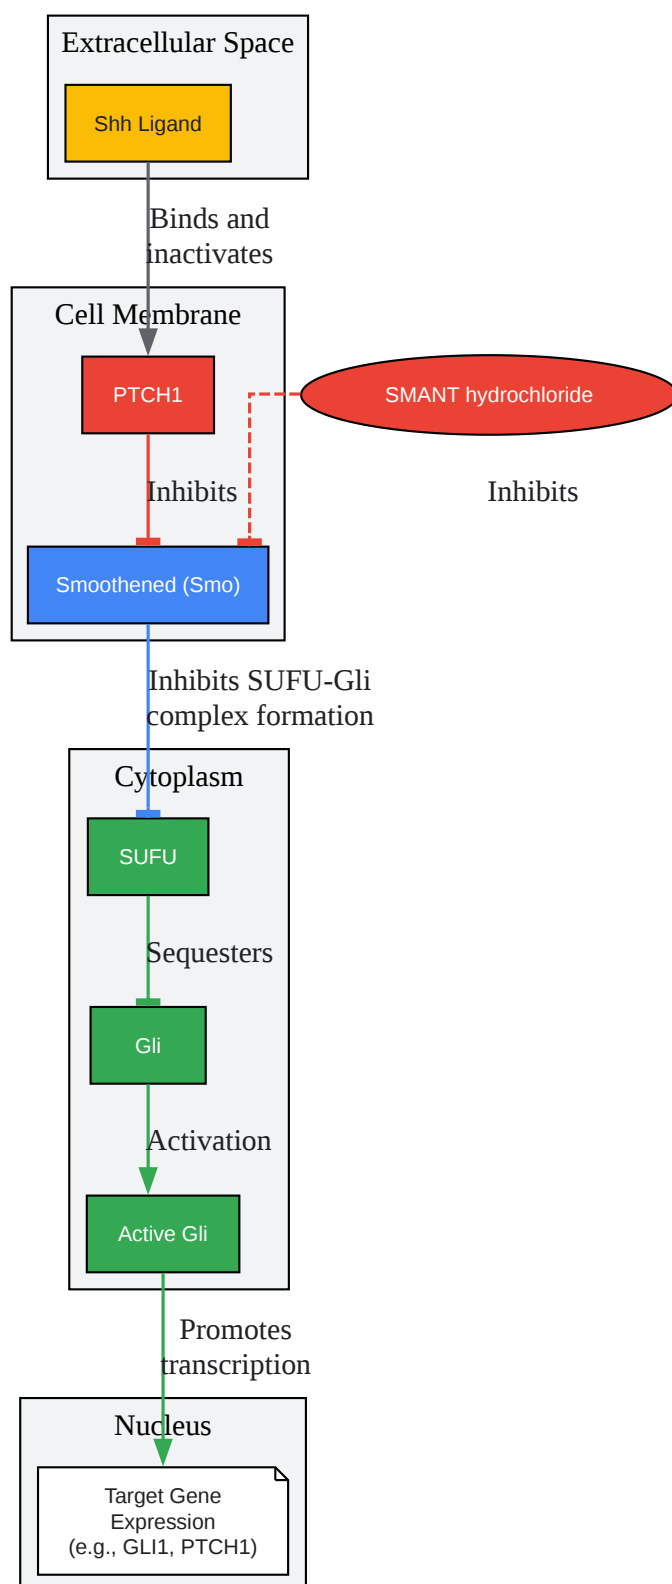 Extracellular Space
Shh Ligand
Binds and
inactivates
Cell Membrane
PTCH1
SMANT hydrochloride
Inhibits
Inhibits
Smoothened (Smo)
Inhibits SUFU-Gli
complex formation
Cytoplasm
SUFU
Sequesters
Gli
Activation
Active Gli
Promotes
transcription
Nucleus
Target Gene
Expression
(e.g., GLI1, PTCH1)